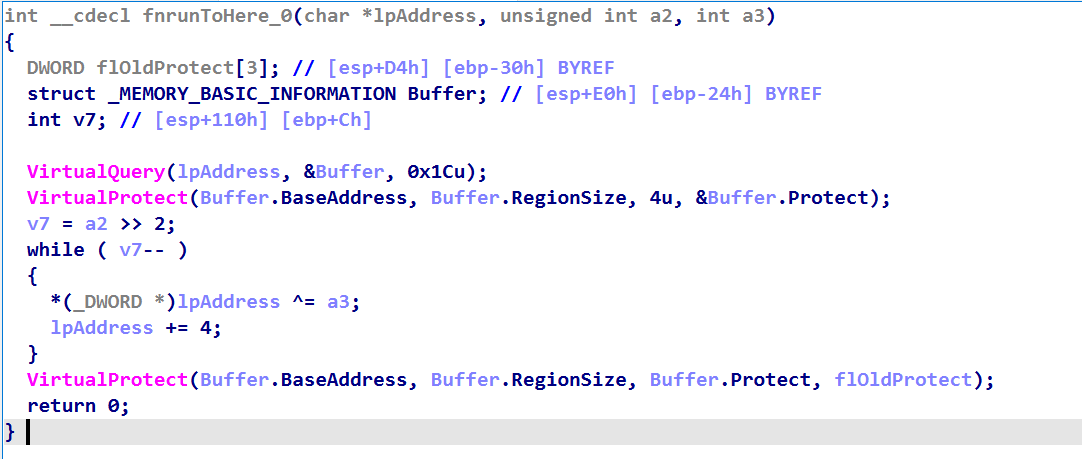 int __cdecl fnrunToHere_0(char *lpAddress, unsigned int a2, int a3)
{
  DWORD flOldProtect[3]; // [esp+D4h] [ebp-30h] BYREF
  struct _MEMORY_BASIC_INFORMATION Buffer; // [esp+E0h] [ebp-24h] BYREF
  int v7; // [esp+110h] [ebp+Ch]

  VirtualQuery(lpAddress, &Buffer, 0x1Cu);
  VirtualProtect(Buffer.BaseAddress, Buffer.RegionSize, 4u, &Buffer.Protect);
  v7 = a2 >> 2;
  while ( v7-- )
  {
    *(_DWORD *)lpAddress ^= a3;
    lpAddress += 4;
  }
  VirtualProtect(Buffer.BaseAddress, Buffer.RegionSize, Buffer.Protect, flOldProtect);
  return 0;
}